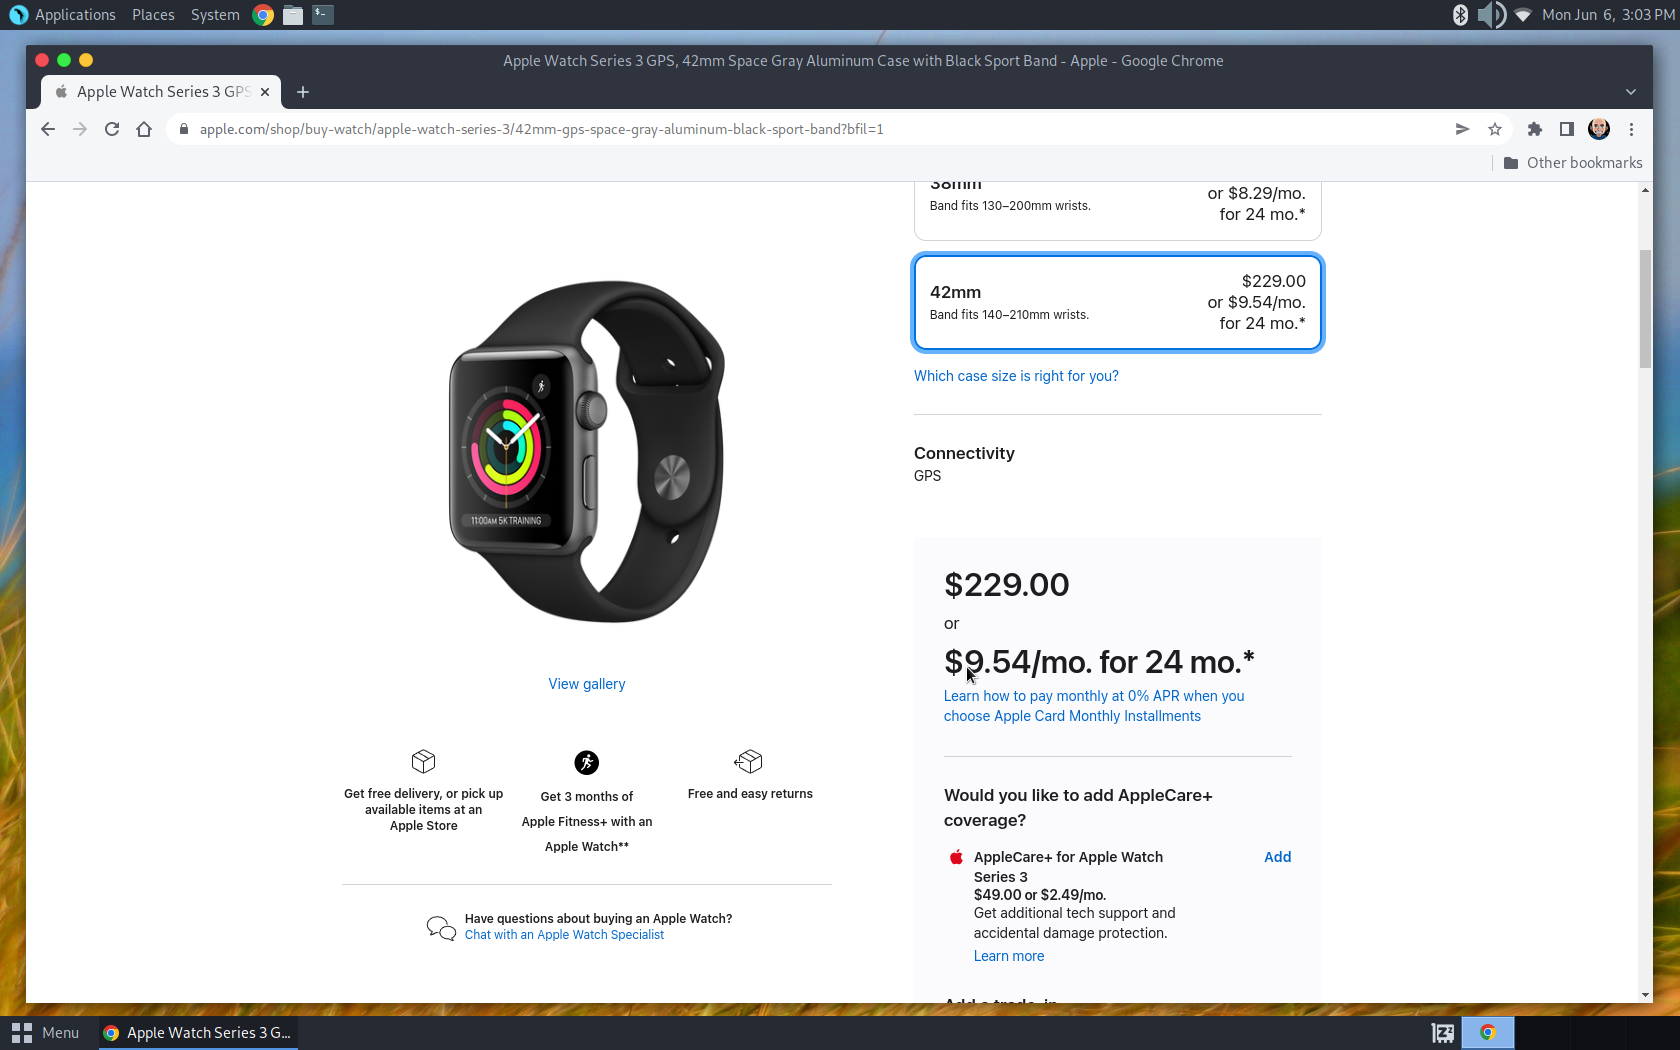 Applications Places System
Mon Jun 6, 3:03 PM
Apple Watch Series 3 GPS, 42mm Space Gray Aluminum Case with Black Sport Band - Apple - Google Chrome
Apple Watch Series 3 GPS
apple.com/shop/buy-watch/apple-watch-series-3/42mm-gps-space-gray-aluminum-black-sport-band?bfil=1
Other bookmarks
38mm
Band fits 130–200mm wrists.
or $8.29/mo.
for 24 mo.*
42mm
Band fits 140–210mm wrists.
$229.00
or $9.54/mo.
for 24 mo.*
Which case size is right for you?
Connectivity
GPS
11:00AM 5K TRAINING
View gallery
Get free delivery, or pick up
available items at an
Apple Store
Get 3 months of
Apple Fitness+ with an
Apple Watch**
Free and easy returns
Have questions about buying an Apple Watch?
Chat with an Apple Watch Specialist
$229.00
or
$9.54/mo. for 24 mo.*
Learn how to pay monthly at 0% APR when you
choose Apple Card Monthly Installments
Would you like to add AppleCare+
coverage?
AppleCare+ for Apple Watch
Series 3
Add
$49.00 or $2.49/mo.
Get additional tech support and
accidental damage protection.
Learn more
Add a trade-in
Menu
Apple Watch Series 3 G...